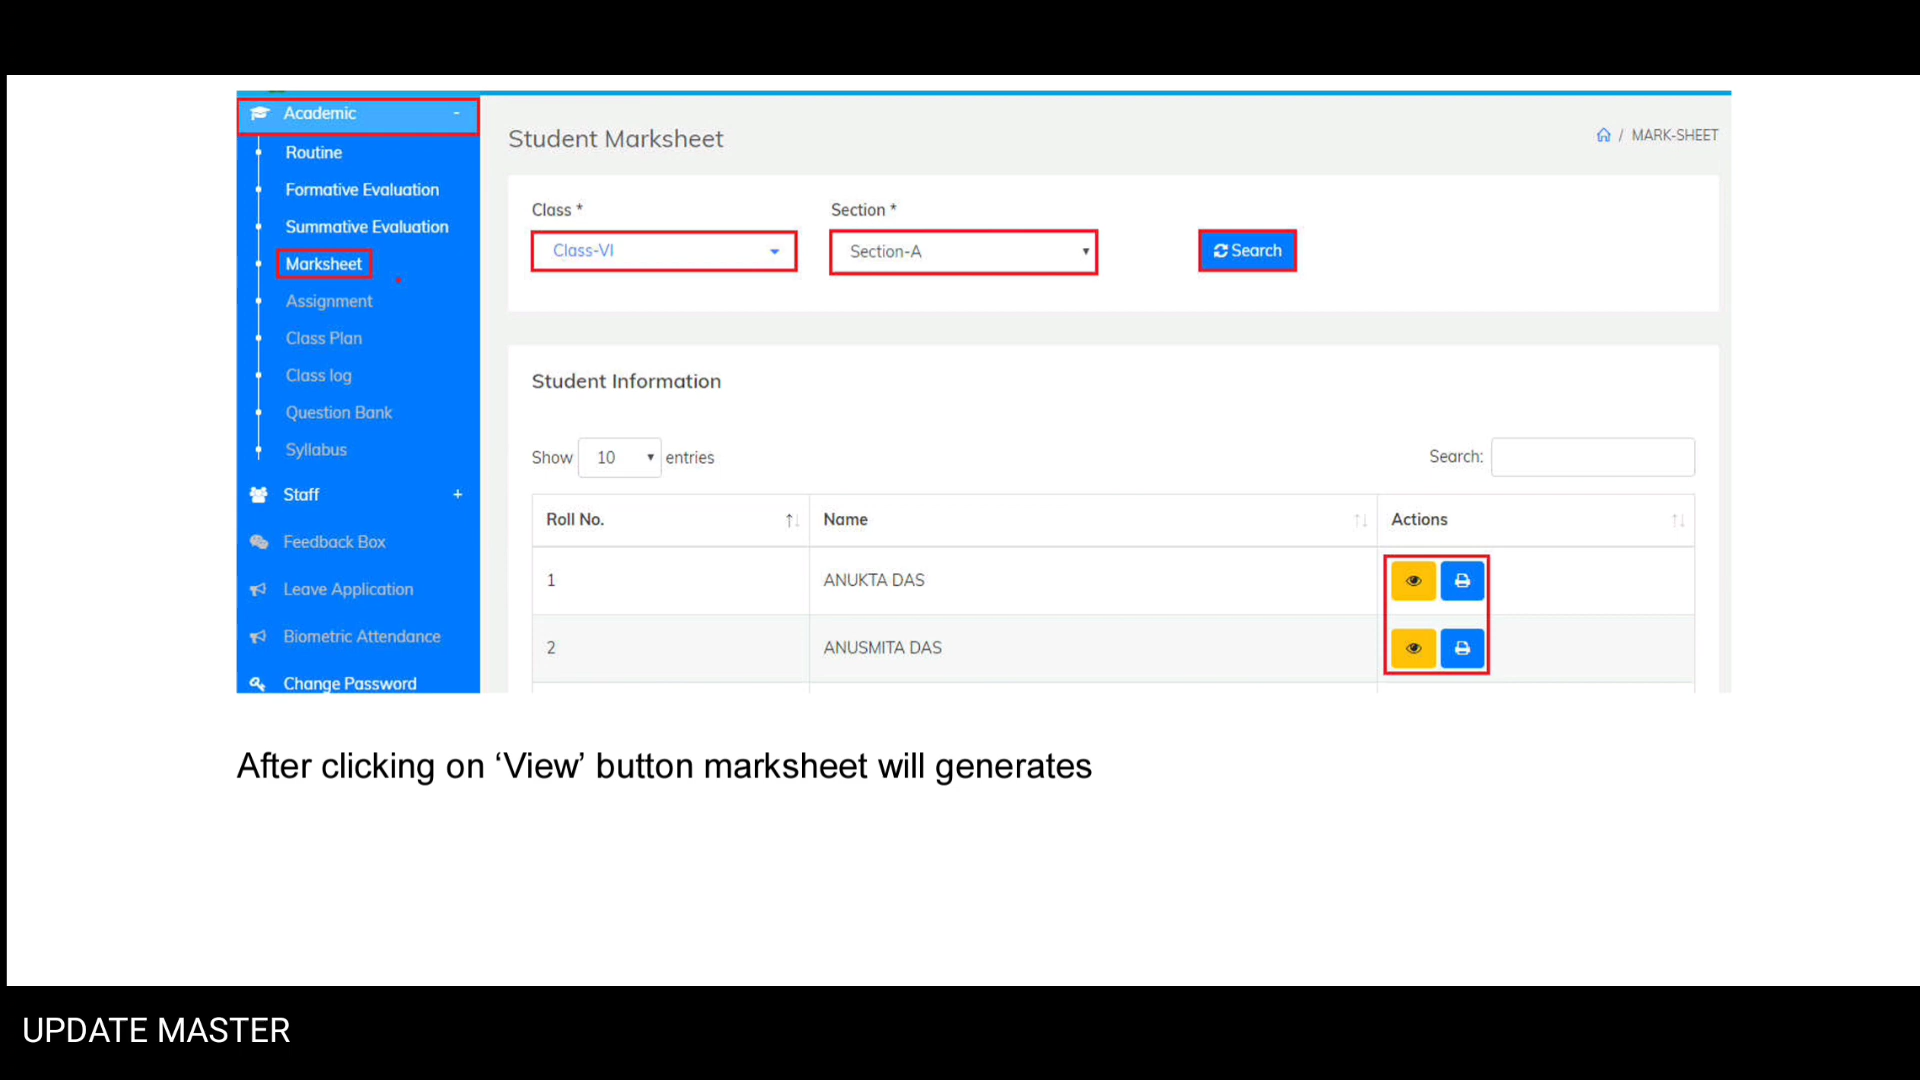 Academic -
Routine
Formative Evaluation
Summative Evaluation
Marksheet
Assignment
Class Plan
Class log
Question Bank
Syllabus
Staff +
Feedback Box
Leave Application
Biometric Attendance
Change Password
Student Marksheet
/ MARK-SHEET
Class * Section *
Class-VI Section-A Search
Student Information
Show 10 entries Search:
Roll No. Name Actions
1 ANUKTA DAS
2 ANUSMITA DAS
After clicking on ‘View’ button marksheet will generates
UPDATE MASTER